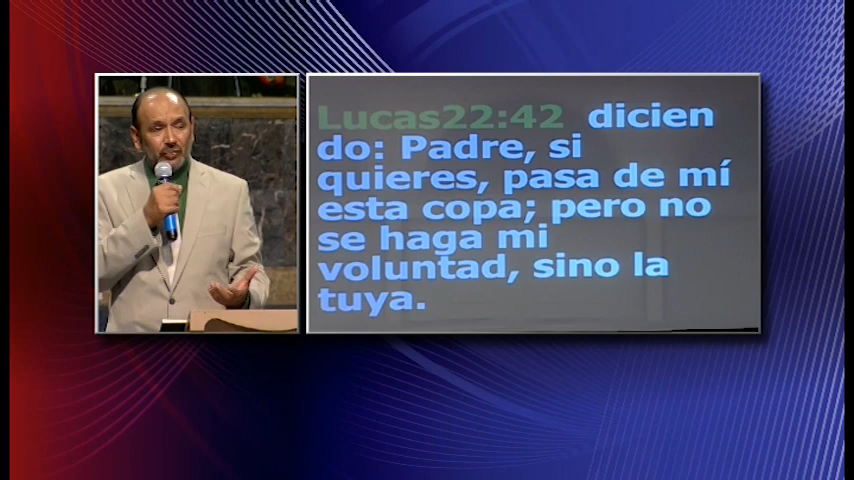 Lucas22:42 dicien
do: Padre, si
quieres, pasa de mí
esta copa; pero no
se haga mi
voluntad, sino la
tuya.